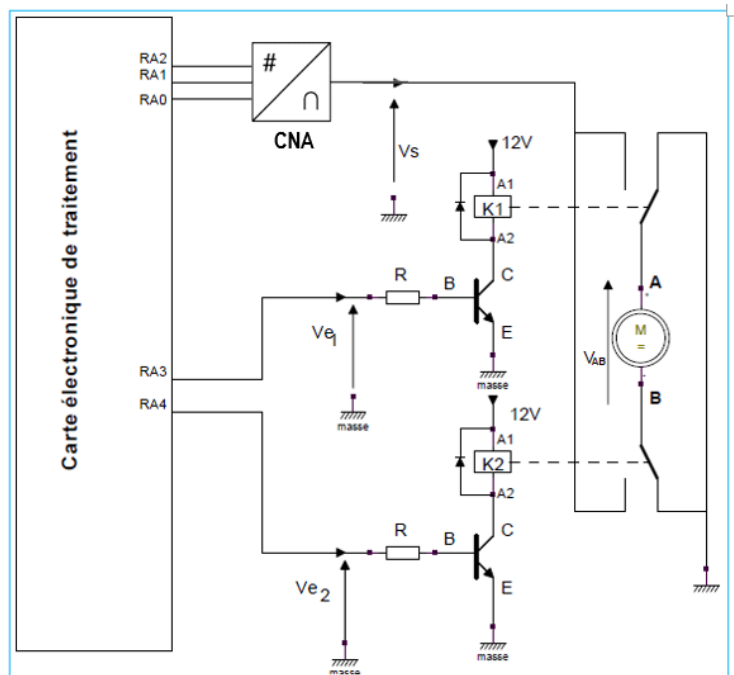 Carte électronique de traitement
RA2
RA1
RA0
#
∩
CNA
Vs
12V
A1
K1
A2
R
B
C
E
Ve1
masse
masse
RA3
RA4
12V
A1
K2
A2
R
B
C
E
Ve2
masse
masse
A
+
M
=
VAB
-
B